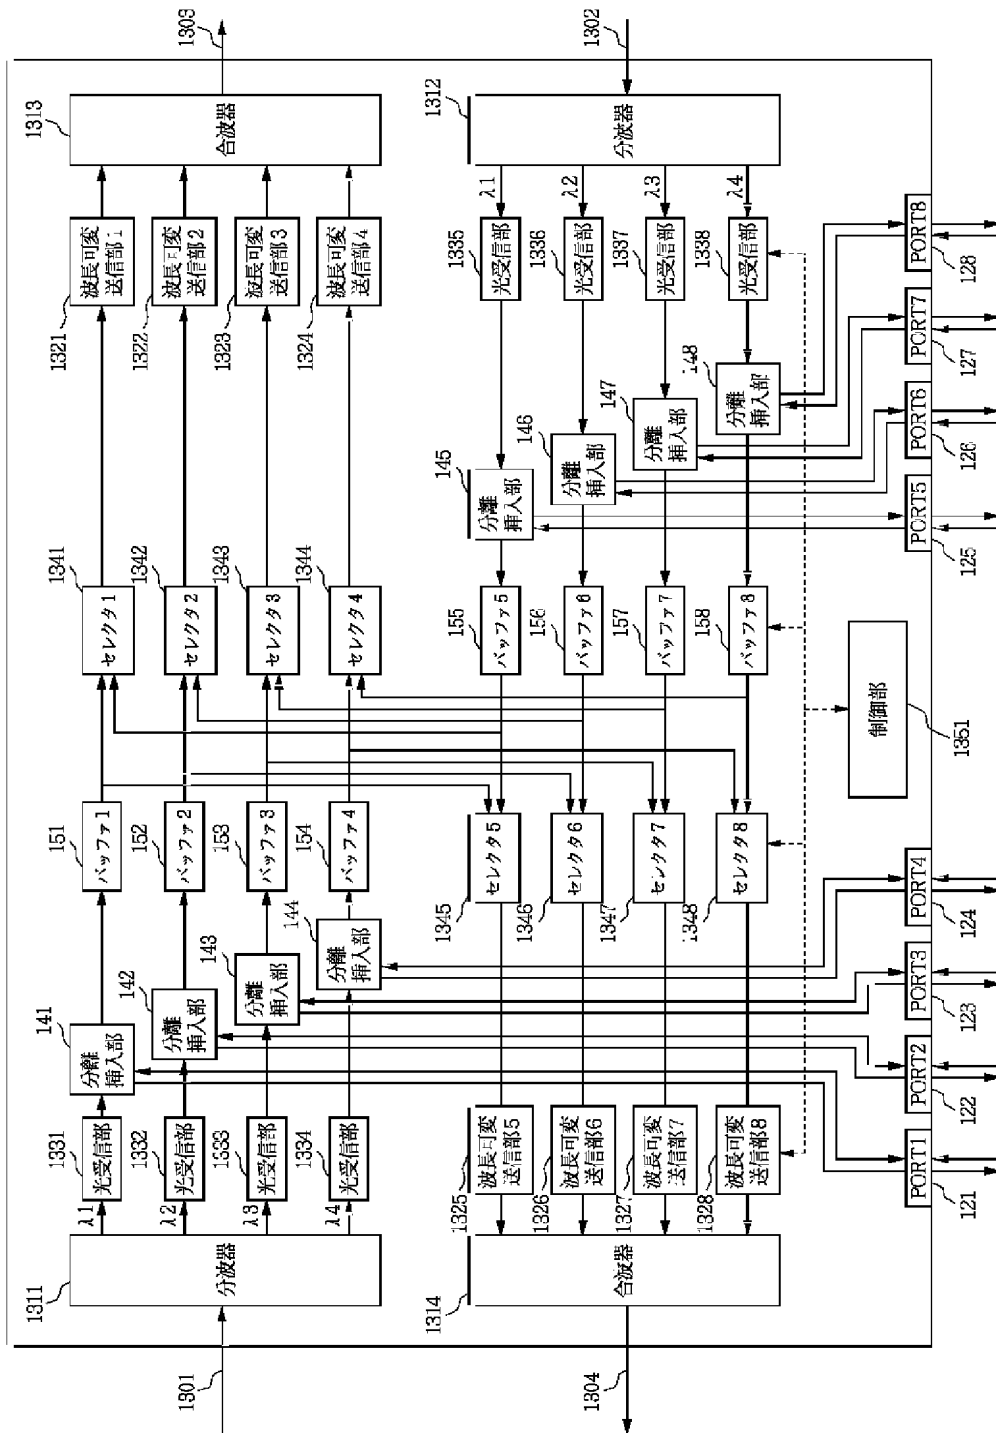 1301
1311
分波器
λ1
λ2
λ3
λ4
1331
光受信部
1332
光受信部
1333
光受信部
1334
光受信部
141
分離
挿入部
142
分離
挿入部
143
分離
挿入部
144
分離
挿入部
151
バッファ1
152
バッファ2
153
バッファ3
154
バッファ4
1341
セレクタ1
1342
セレクタ2
1343
セレクタ3
1344
セレクタ4
1321
波長可変
送信部1
1322
波長可変
送信部2
1323
波長可変
送信部3
1324
波長可変
送信部4
1313
合波器
1303
1304
1314
合波器
1325
波長可変
送信部5
1326
波長可変
送信部6
1327
波長可変
送信部7
1328
波長可変
送信部8
1345
セレクタ5
1346
セレクタ6
1347
セレクタ7
1348
セレクタ8
155
バッファ5
156
バッファ6
157
バッファ7
158
バッファ8
145
分離
挿入部
146
分離
挿入部
147
分離
挿入部
148
分離
挿入部
1335
光受信部
1336
光受信部
1337
光受信部
1338
光受信部
λ1
λ2
λ3
λ4
1312
分波器
1302
制御部
1351
PORT1
121
PORT2
122
PORT3
123
PORT4
124
PORT5
125
PORT6
126
PORT7
127
PORT8
128